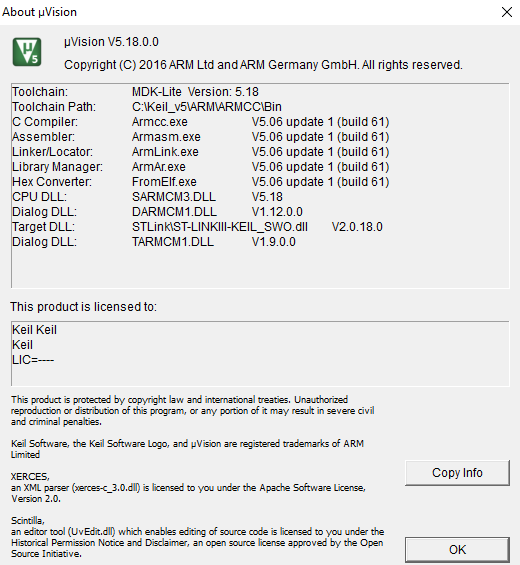 About µVision
µVision V5.18.0.0
Copyright (C) 2016 ARM Ltd and ARM Germany GmbH. All rights reserved.
µV5
Toolchain: MDK-Lite Version: 5.18
Toolchain Path: C:\Keil_v5\ARM\ARMCC\Bin
C Compiler: Armcc.exe V5.06 update 1 (build 61)
Assembler: Armasm.exe V5.06 update 1 (build 61)
Linker/Locator: ArmLink.exe V5.06 update 1 (build 61)
Library Manager: ArmAr.exe V5.06 update 1 (build 61)
Hex Converter: FromElf.exe V5.06 update 1 (build 61)
CPU DLL: SARMCM3.DLL V5.18
Dialog DLL: DARMCM1.DLL V1.12.0.0
Target DLL: STLink\ST-LINKIII-KEIL_SWO.dll V2.0.18.0
Dialog DLL: TARMCM1.DLL V1.9.0.0
This product is licensed to:
Keil Keil
Keil
LIC=----
This product is protected by copyright law and international treaties. Unauthorized
reproduction or distribution of this program, or any portion of it may result in severe civil
and criminal penalties.
Keil Software, the Keil Software Logo, and µVision are registered trademarks of ARM
Limited
XERCES,
an XML parser (xerces-c_3.0.dll) is licensed to you under the Apache Software License,
Version 2.0.
Scintilla,
an editor tool (UvEdit.dll) which enables editing of source code is licensed to you under the
Historical Permission Notice and Disclaimer, an open source license approved by the Open
Source Initiative.
Copy Info
OK